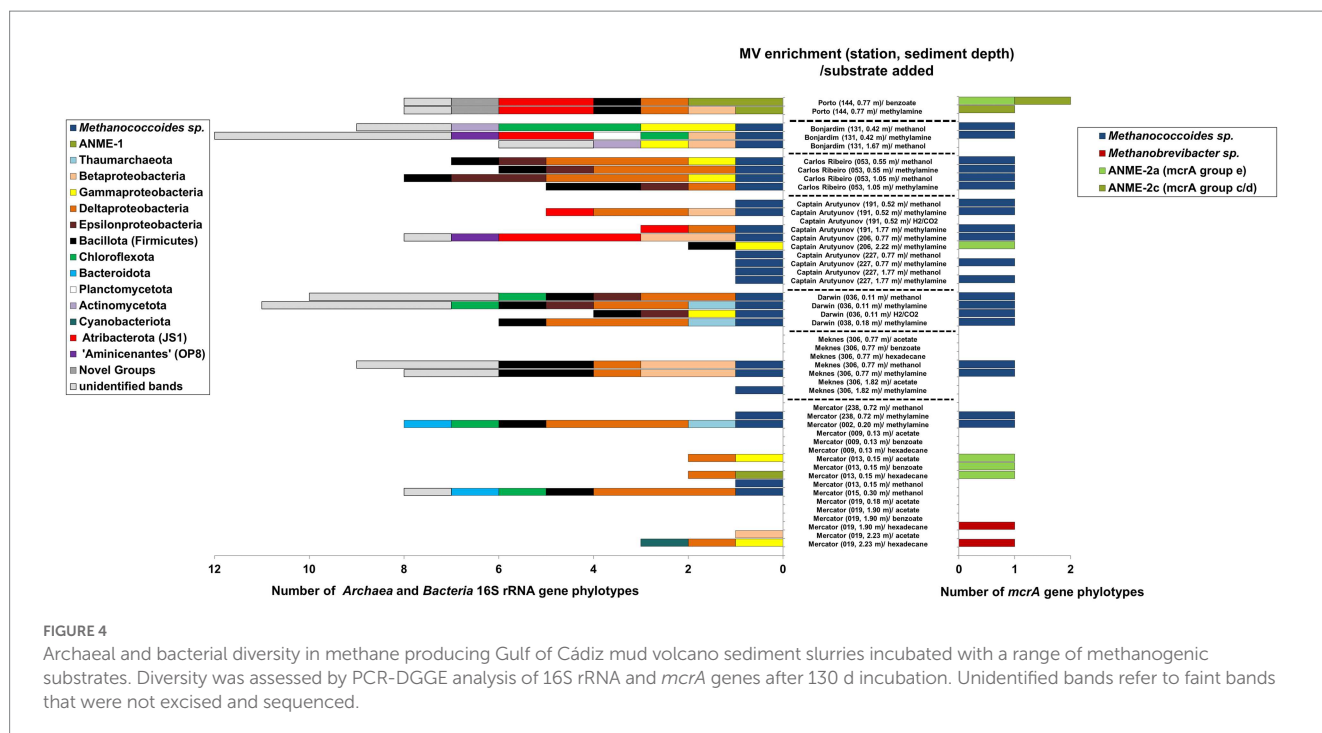 MV enrichment (station, sediment depth)
/substrate added
Methanococcoides sp.
ANME-1
Thaumarchaeota
Betaproteobacteria
Gammaproteobacteria
Deltaproteobacteria
Epsilonproteobacteria
Bacillota (Firmicutes)
Chloroflexota
Bacteroidota
Planctomycetota
Actinomycetota
Cyanobacteriota
Atribacterota (JS1)
'Aminicenantes' (OP8)
Novel Groups
unidentified bands
Porto (144, 0.77 m)/ benzoate
Porto (144, 0.77 m)/ methylamine
Bonjardim (131, 0.42 m)/ methanol
Bonjardim (131, 0.42 m)/ methylamine
Bonjardim (131, 1.67 m)/ methanol
Carlos Ribeiro (053, 0.55 m)/ methanol
Carlos Ribeiro (053, 0.55 m)/ methylamine
Carlos Ribeiro (053, 1.05 m)/ methanol
Carlos Ribeiro (053, 1.05 m)/ methylamine
Captain Arutyunov (191, 0.52 m)/ methanol
Captain Arutyunov (191, 0.52 m)/ methylamine
Captain Arutyunov (191, 0.52 m)/ H2/CO2
Captain Arutyunov (191, 1.77 m)/ methylamine
Captain Arutyunov (206, 0.77 m)/ methylamine
Captain Arutyunov (206, 2.22 m)/ methylamine
Captain Arutyunov (227, 0.77 m)/ methanol
Captain Arutyunov (227, 0.77 m)/ methylamine
Captain Arutyunov (227, 1.77 m)/ methanol
Captain Arutyunov (227, 1.77 m)/ methylamine
Darwin (036, 0.11 m)/ methanol
Darwin (036, 0.11 m)/ methylamine
Darwin (036, 0.11 m)/ H2/CO2
Darwin (038, 0.18 m)/ methylamine
Meknes (306, 0.77 m)/ acetate
Meknes (306, 0.77 m)/ benzoate
Meknes (306, 0.77 m)/ hexadecane
Meknes (306, 0.77 m)/ methanol
Meknes (306, 0.77 m)/ methylamine
Meknes (306, 1.82 m)/ acetate
Meknes (306, 1.82 m)/ methylamine
Mercator (238, 0.72 m)/ methanol
Mercator (238, 0.72 m)/ methylamine
Mercator (002, 0.20 m)/ methylamine
Mercator (009, 0.13 m)/ acetate
Mercator (009, 0.13 m)/ benzoate
Mercator (009, 0.13 m)/ hexadecane
Mercator (013, 0.15 m)/ acetate
Mercator (013, 0.15 m)/ benzoate
Mercator (013, 0.15 m)/ hexadecane
Mercator (013, 0.15 m)/ methanol
Mercator (015, 0.30 m)/ methanol
Mercator (019, 0.18 m)/ acetate
Mercator (019, 1.90 m)/ acetate
Mercator (019, 1.90 m)/ benzoate
Mercator (019, 1.90 m)/ hexadecane
Mercator (019, 2.23 m)/ acetate
Mercator (019, 2.23 m)/ hexadecane
Methanococcoides sp.
Methanobrevibacter sp.
ANME-2a (mcrA group e)
ANME-2c (mcrA group c/d)
12 10 8 6 4 2 0
0 1 2
Number of Archaea and Bacteria 16S rRNA gene phylotypes
Number of mcrA gene phylotypes
FIGURE 4
Archaeal and bacterial diversity in methane producing Gulf of Cádiz mud volcano sediment slurries incubated with a range of methanogenic
substrates. Diversity was assessed by PCR-DGGE analysis of 16S rRNA and mcrA genes after 130 d incubation. Unidentified bands refer to faint bands
that were not excised and sequenced.